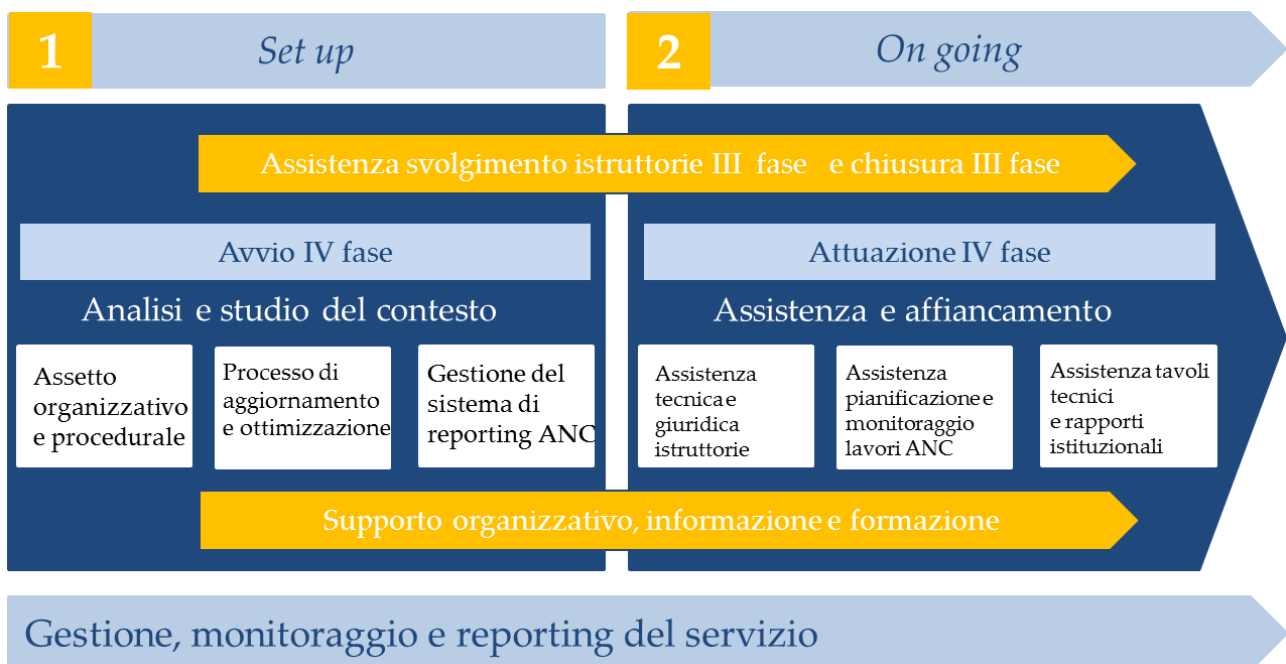 1
Set up
2
On going
Assistenza svolgimento istruttorie III fase e chiusura III fase
Avvio IV fase
Attuazione IV fase
Analisi e studio del contesto
Assistenza e affiancamento
Assetto
organizzativo
e procedurale
Processo di
aggiornamento
e ottimizzazione
Gestione del
sistema di
reporting ANC
Assistenza
tecnica e
giuridica
istruttorie
Assistenza
pianificazione e
monitoraggio
lavori ANC
Assistenza tavoli
tecnici
e rapporti
istituzionali
Supporto organizzativo, informazione e formazione
Gestione, monitoraggio e reporting del servizio